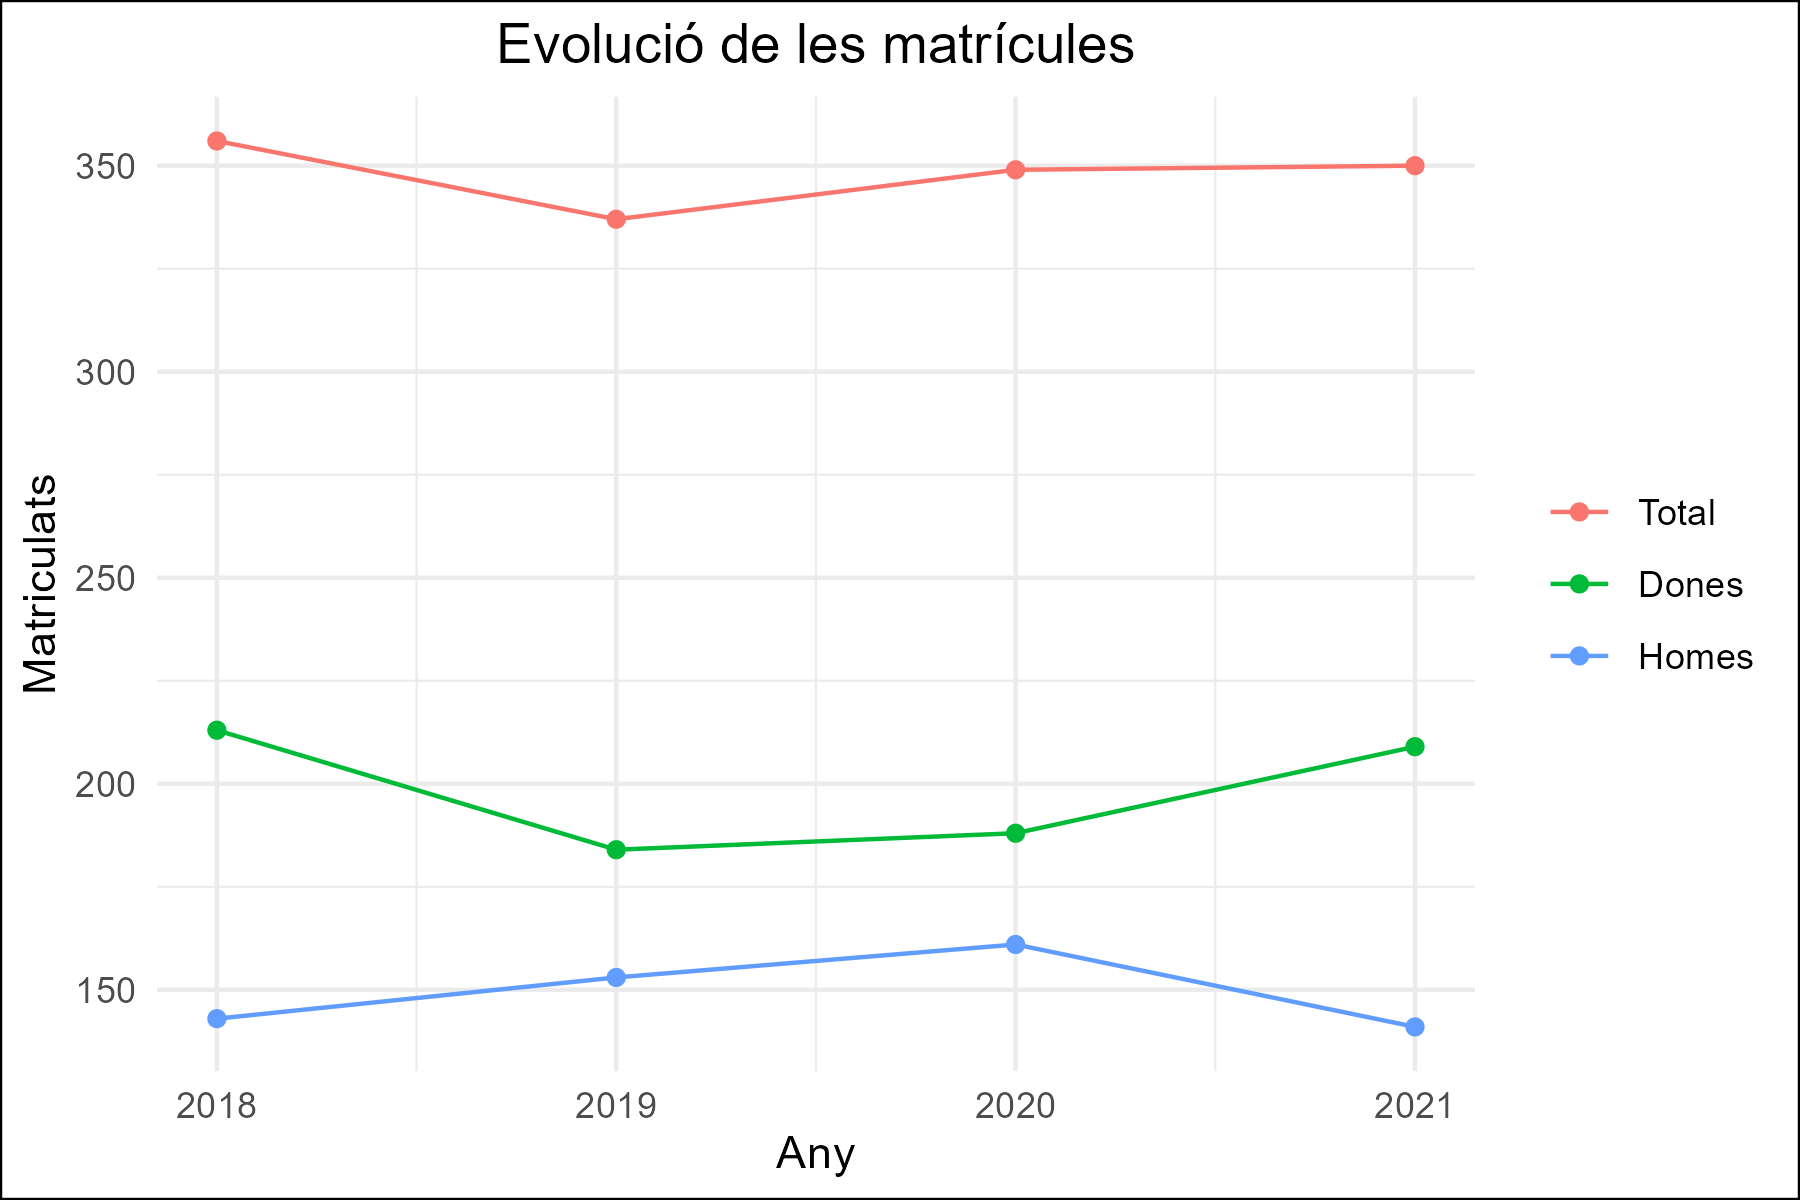 Evolució de les matrícules
350
300
250
200
150
Matriculats
2018
2019
2020
2021
Any
Total
Dones
Homes